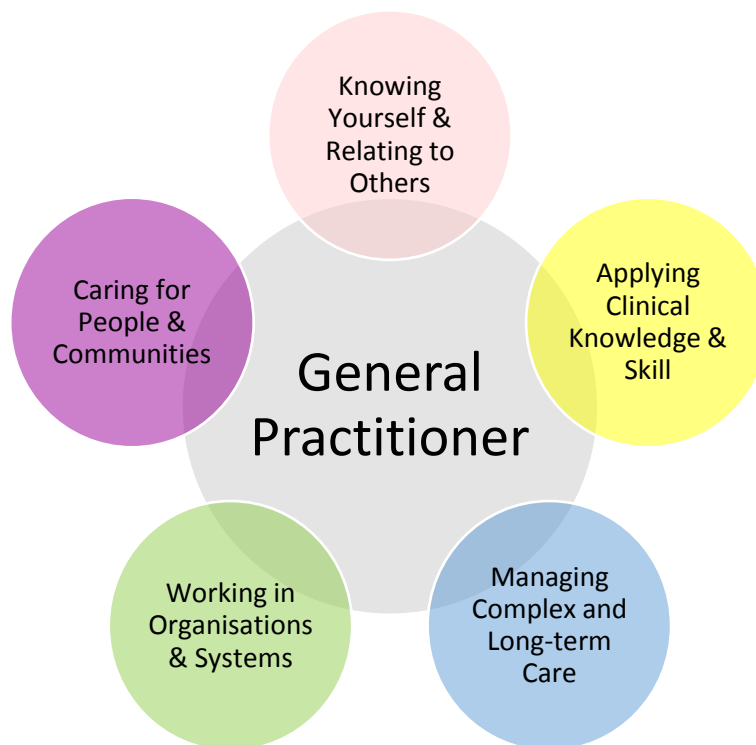 Knowing
Yourself &
Relating to
Others
Applying
Clinical
Knowledge &
Skill
Managing
Complex and
Long-term
Care
Working in
Organisations
& Systems
Caring for
People &
Communities
General
Practitioner